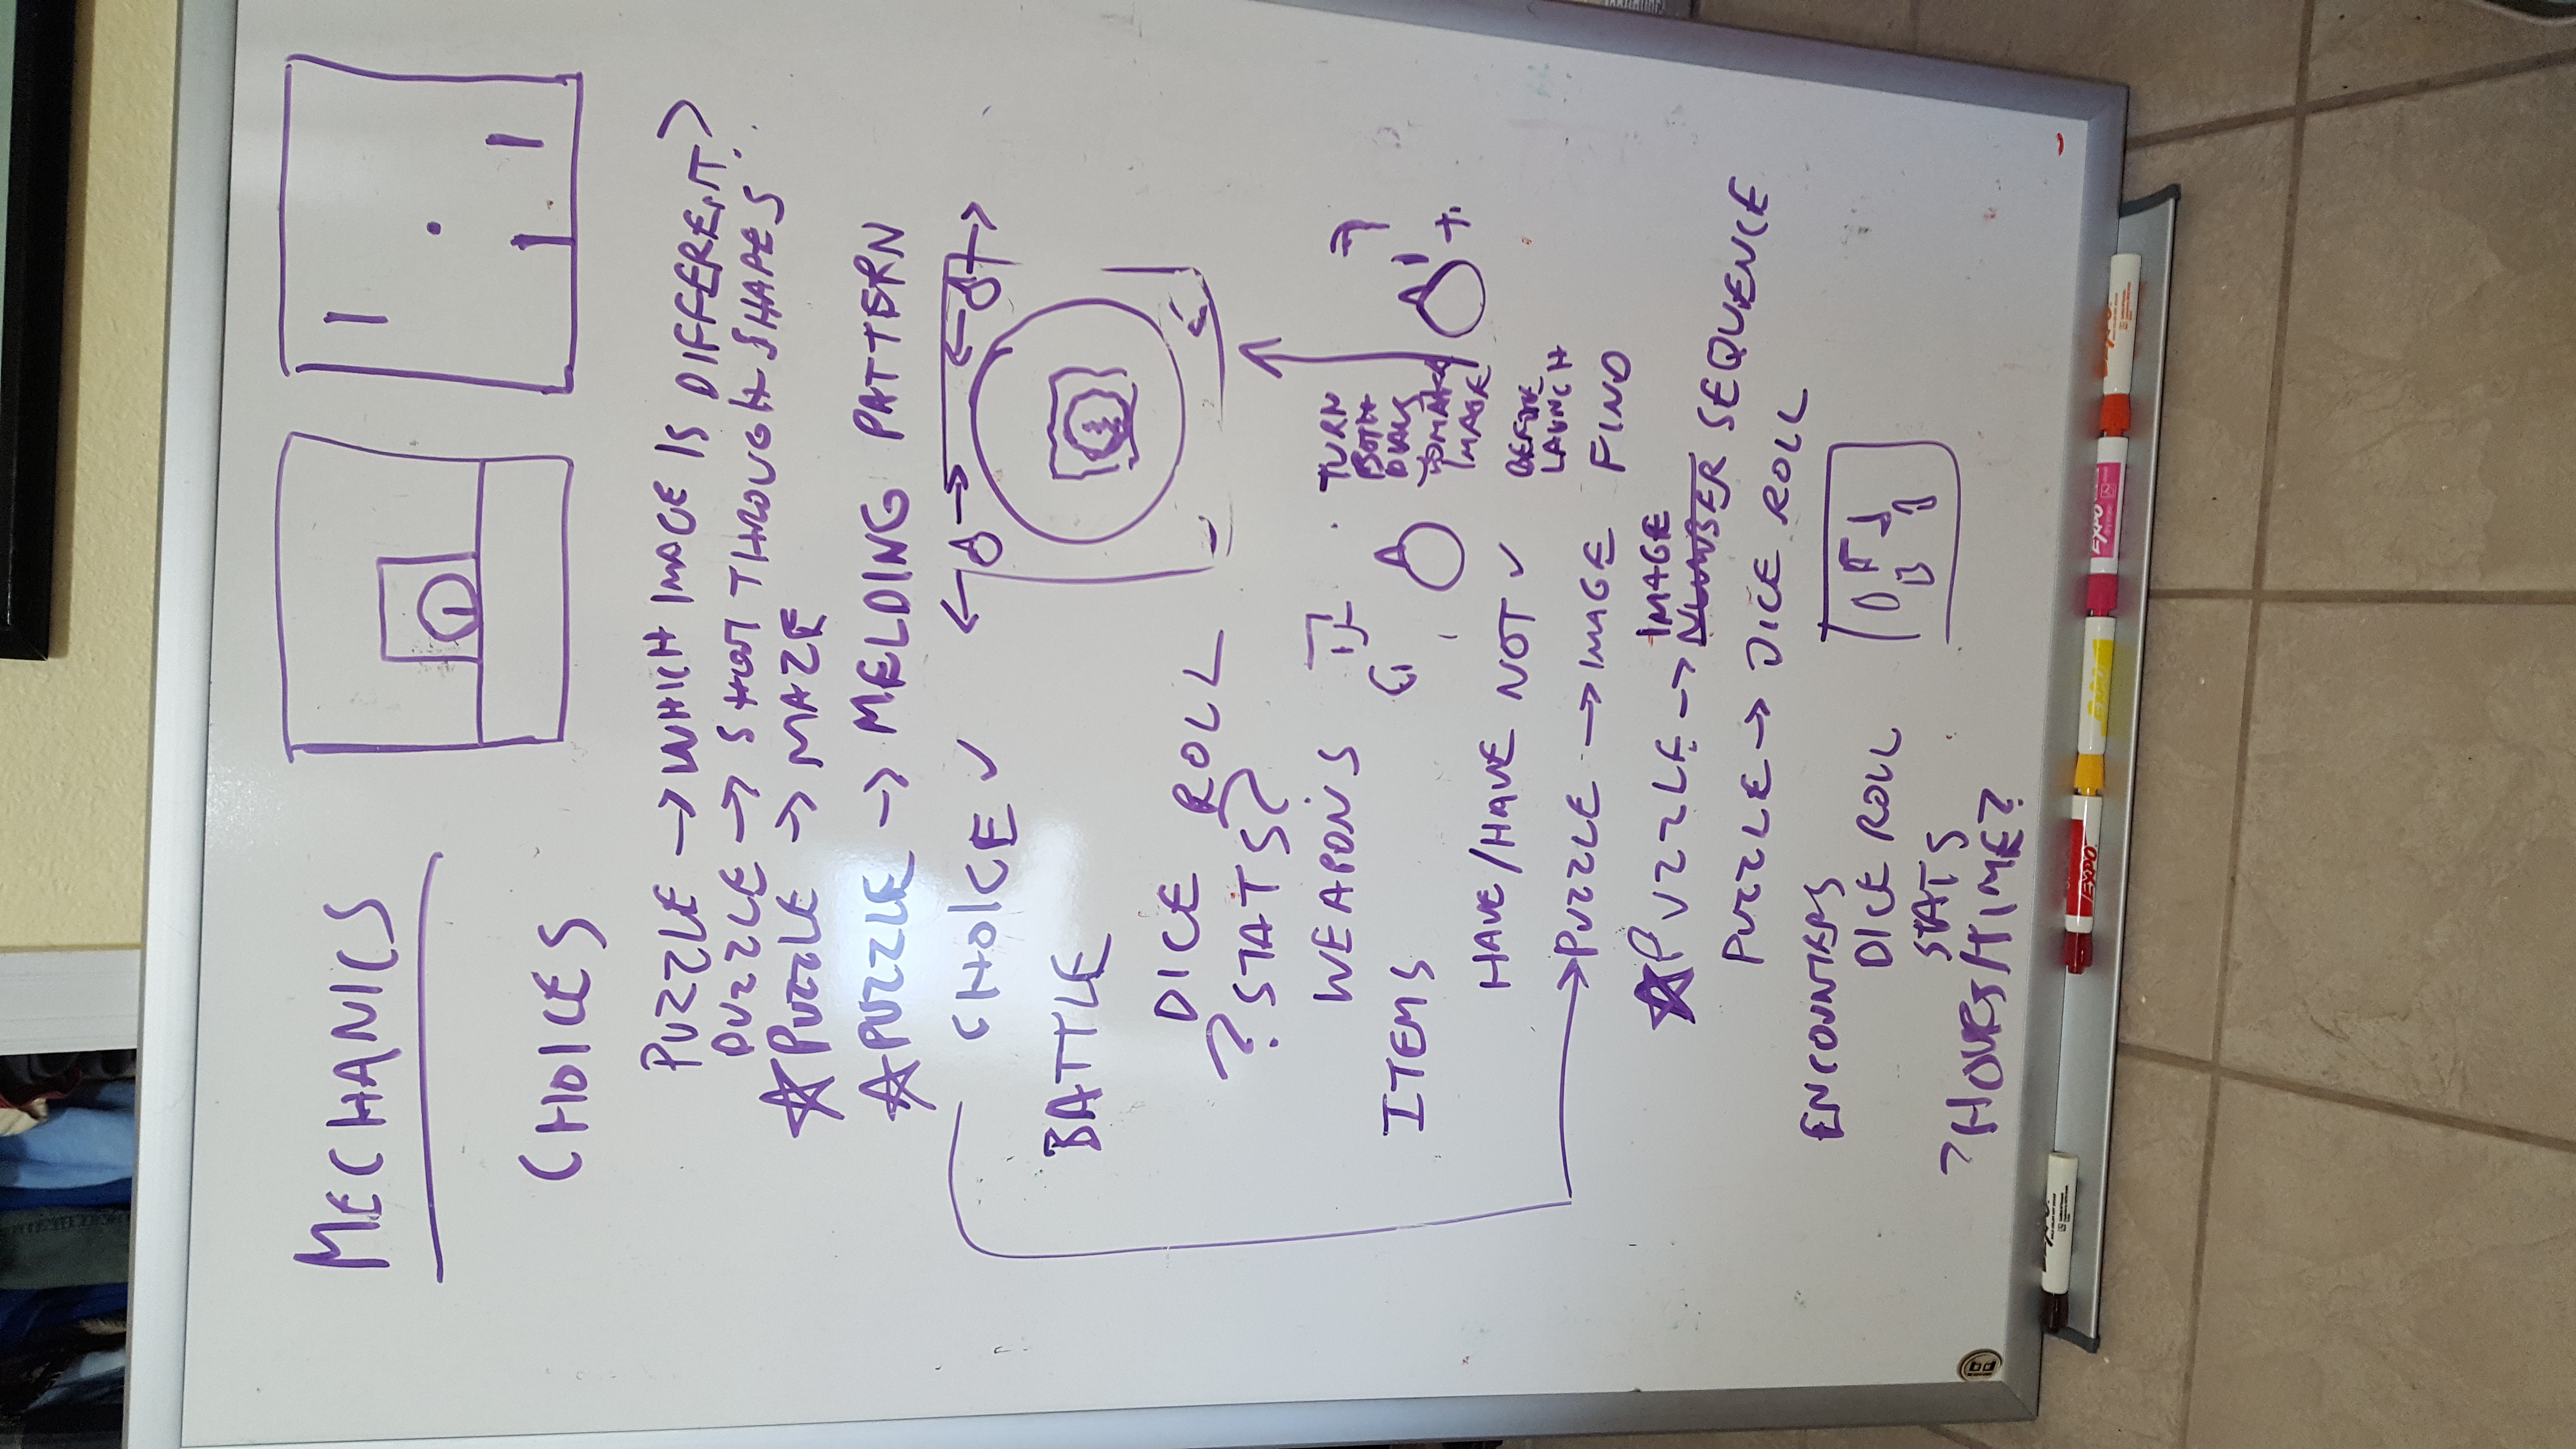 MECHANICS
CHOICES
PUZZLE → WHICH IMAGE IS DIFFERENT?
PUZZLE → SHOOT THROUGH SHAPES
☆ PUZZLE → MAZE
☆ PUZZLE → MELDING PATTERN
CHOICE ✓
BATTLE
DICE ROLL
?STATS?
WEAPONS
ITEMS
TURN
BOTH
DIALS
TO MAKE
IMAGE
BEFORE
LAUNCH
HAVE/HAVE NOT ✓
PUZZLE → IMAGE FIND
☆ PUZZLE → IMAGE NUMBER SEQUENCE
PUZZLE → DICE ROLL
ENCOUNTERS
DICE ROLL
STATS
?HOURS/TIME?
EXPO
EXPO
EXPO